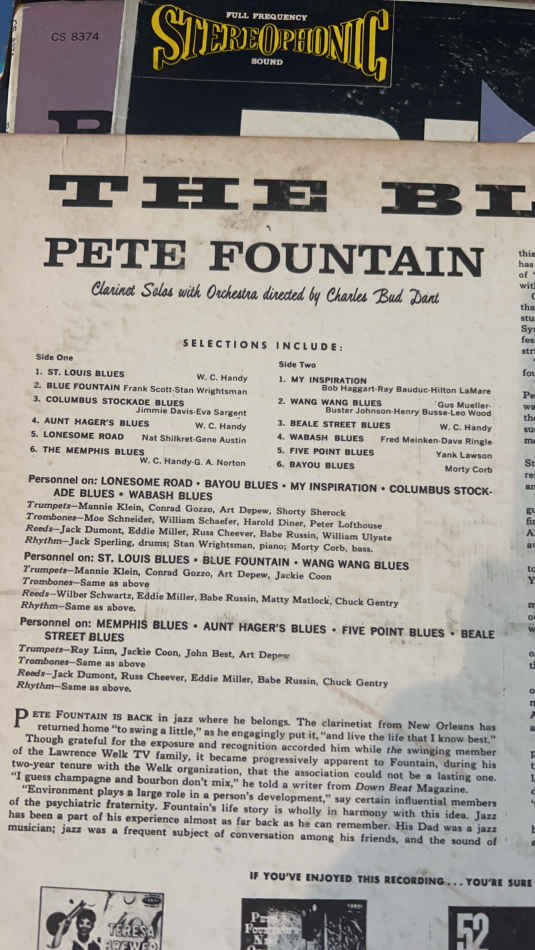 CS 8374
FULL FREQUENCY
STEREOPHONIC
SOUND
THE BL
PETE FOUNTAIN
Clarinet Solos with Orchestra directed by Charles Bud Dant
SELECTIONS INCLUDE:
Side One
1. ST. LOUIS BLUES W. C. Handy
2. BLUE FOUNTAIN Frank Scott-Stan Wrightsman
3. COLUMBUS STOCKADE BLUES
Jimmie Davis-Eva Sargent
4. AUNT HAGER'S BLUES W. C. Handy
5. LONESOME ROAD Nat Shilkret-Gene Austin
6. THE MEMPHIS BLUES
W. C. Handy-G. A. Norton
Side Two
1. MY INSPIRATION
Bob Haggart-Ray Bauduc-Hilton LaMare
2. WANG WANG BLUES Gus Mueller-
Buster Johnson-Henry Busse-Leo Wood
3. BEALE STREET BLUES W. C. Handy
4. WABASH BLUES Fred Meinken-Dave Ringle
5. FIVE POINT BLUES Yank Lawson
6. BAYOU BLUES Morty Corb
Personnel on: LONESOME ROAD • BAYOU BLUES • MY INSPIRATION • COLUMBUS STOCK-
ADE BLUES • WABASH BLUES
Trumpets—Mannie Klein, Conrad Gozzo, Art Depew, Shorty Sherock
Trombones—Moe Schneider, William Schaefer, Harold Diner, Peter Lofthouse
Reeds—Jack Dumont, Eddie Miller, Russ Cheever, Babe Russin, William Ulyate
Rhythm—Jack Sperling, drums; Stan Wrightsman, piano; Morty Corb, bass.
Personnel on: ST. LOUIS BLUES • BLUE FOUNTAIN • WANG WANG BLUES
Trumpets—Mannie Klein, Conrad Gozzo, Art Depew, Jackie Coon
Trombones—Same as above
Reeds—Wilber Schwartz, Eddie Miller, Babe Russin, Matty Matlock, Chuck Gentry
Rhythm—Same as above.
Personnel on: MEMPHIS BLUES • AUNT HAGER'S BLUES • FIVE POINT BLUES • BEALE
STREET BLUES
Trumpets—Ray Linn, Jackie Coon, John Best, Art Depew
Trombones—Same as above
Reeds—Jack Dumont, Russ Cheever, Eddie Miller, Babe Russin, Chuck Gentry
Rhythm—Same as above.
PETE FOUNTAIN IS BACK in jazz where he belongs. The clarinetist from New Orleans has
returned home "to swing a little," as he engagingly put it, "and live the life that I know best."
Though grateful for the exposure and recognition accorded him while the swinging member
of the Lawrence Welk TV family, it became progressively apparent to Fountain, during his
two-year tenure with the Welk organization, that the association could not be a lasting one.
"I guess champagne and bourbon don't mix," he told a writer from Down Beat Magazine.
"Environment plays a large role in a person's development," say certain influential members
of the psychiatric fraternity. Fountain's life story is wholly in harmony with this idea. Jazz
has been a part of his experience almost as far back as he can remember. His Dad was a jazz
musician; jazz was a frequent subject of conversation among his friends, and the sound of
this
has
of
with
IF YOU'VE ENJOYED THIS RECORDING... YOU'RE SURE
TERESA
BREWER
52